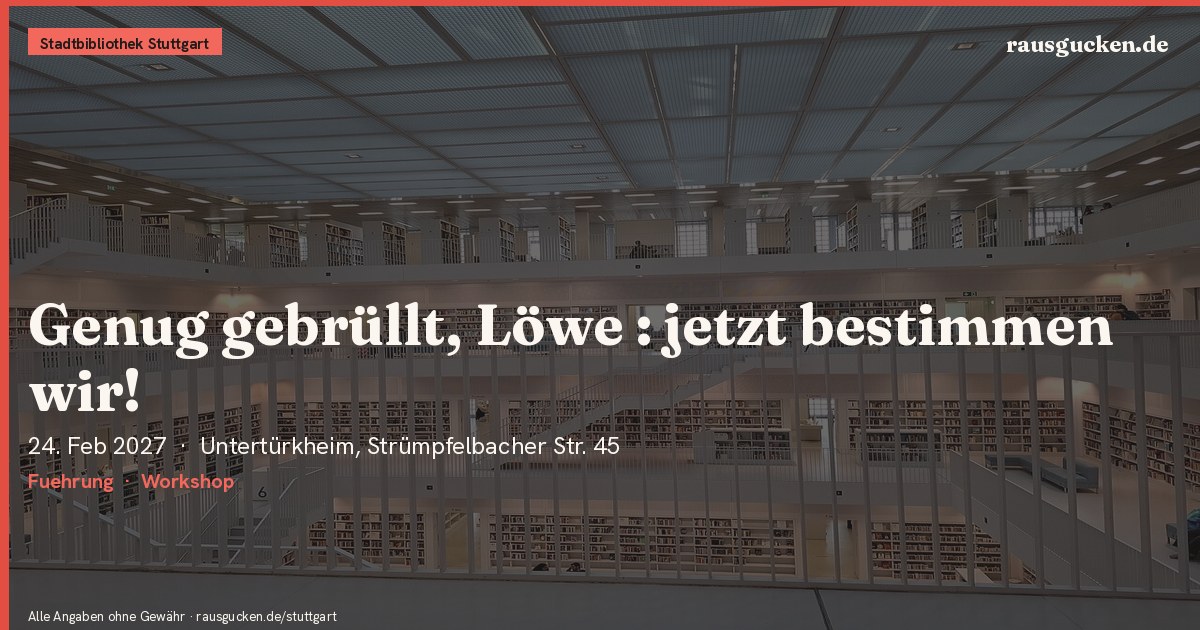 Stadtbibliothek Stuttgart
rausgucken.de
Genug gebrüllt, Löwe : jetzt bestimmen
wir!
24. Feb 2027 · Untertürkheim, Strümpfelbacher Str. 45
Fuehrung · Workshop
6
Alle Angaben ohne Gewähr · rausgucken.de/stuttgart